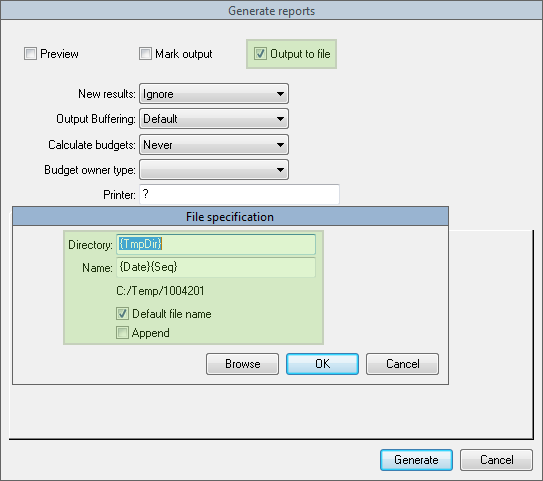 Generate reports
Preview Mark output Output to file
New results: Ignore
Output Buffering: Default
Calculate budgets: Never
Budget owner type:
Printer: ?
File specification
Directory: {TmpDir}
Name: {Date}{Seq}
C:/Temp/1004201
Default file name
Append
Browse OK Cancel
Generate Cancel